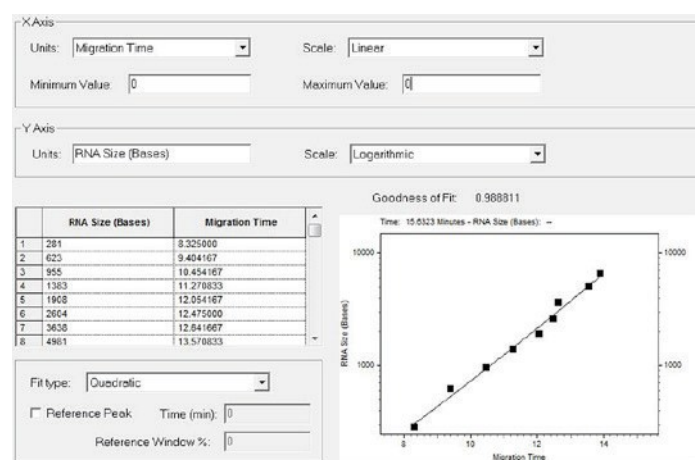 X Axis
Units: Migration Time Scale: Linear
Minimum Value: 0 Maximum Value: 0
Y Axis
Units: RNA Size (Bases) Scale: Logarithmic
Goodness of Fit: 0.988811
RNA Size (Bases) Migration Time
1 281 8.325000
2 623 9.404167
3 955 10.454167
4 1383 11.270833
5 1908 12.054167
6 2604 12.475000
7 3638 12.641667
8 4981 13.570833
Time: 15.6323 Minutes - RNA Size (Bases): --
10000 10000
RNA Size (Bases)
1000 1000
8 10 12 14
Migration Time
Fit type: Quadratic
Reference Peak Time (min): 0
Reference Window %: 0